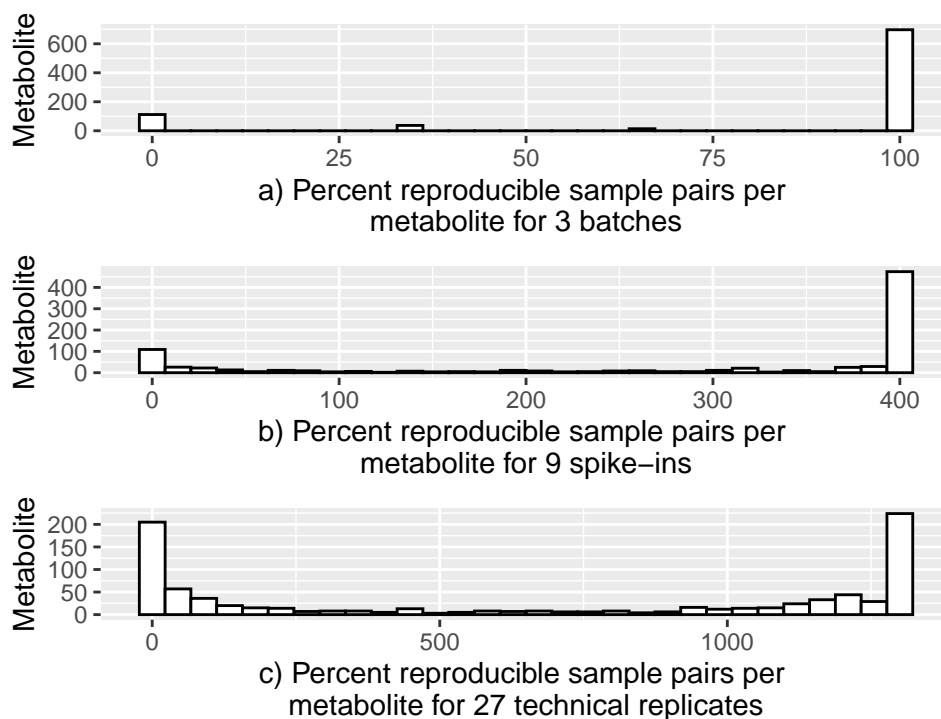 Metabolite
600
400
200
0
0 25 50 75 100
a) Percent reproducible sample pairs per
metabolite for 3 batches
Metabolite
400
300
200
100
0
0 100 200 300 400
b) Percent reproducible sample pairs per
metabolite for 9 spike−ins
Metabolite
200
150
100
50
0
0 500 1000
c) Percent reproducible sample pairs per
metabolite for 27 technical replicates